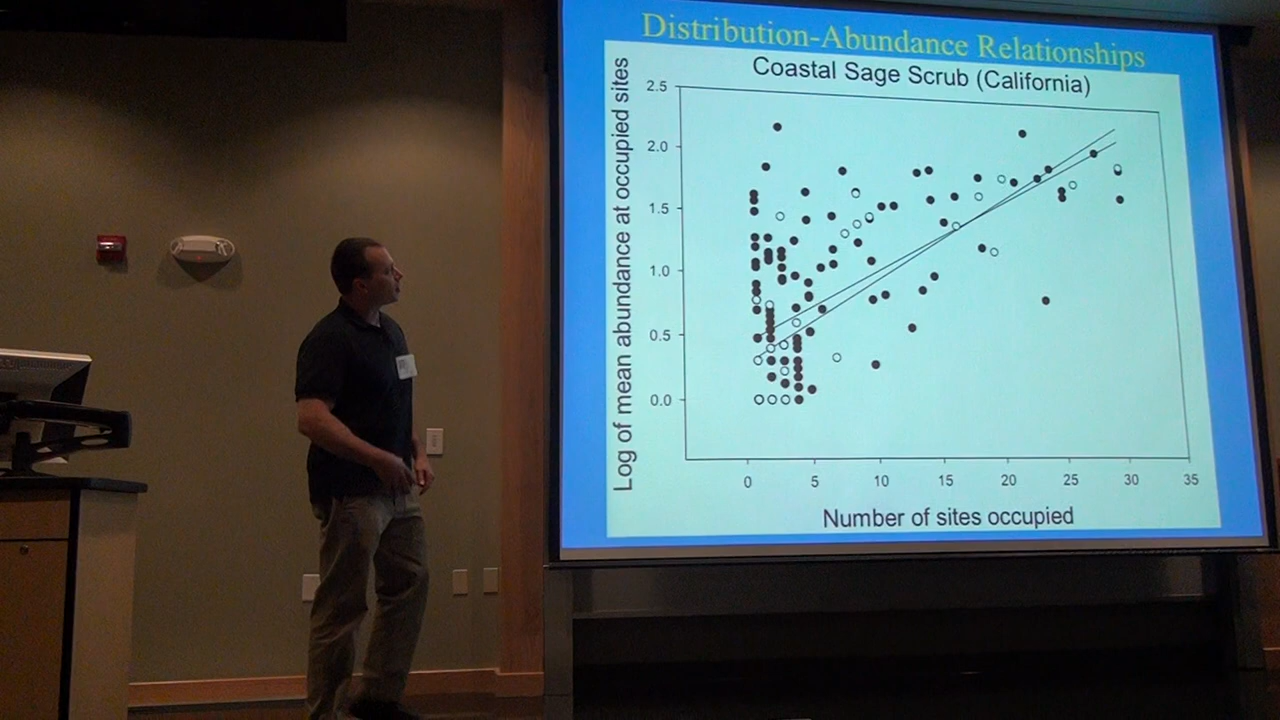 Distribution-Abundance Relationships
Coastal Sage Scrub (California)
Log of mean abundance at occupied sites
2.5
2.0
1.5
1.0
0.5
0.0
0 5 10 15 20 25 30 35
Number of sites occupied